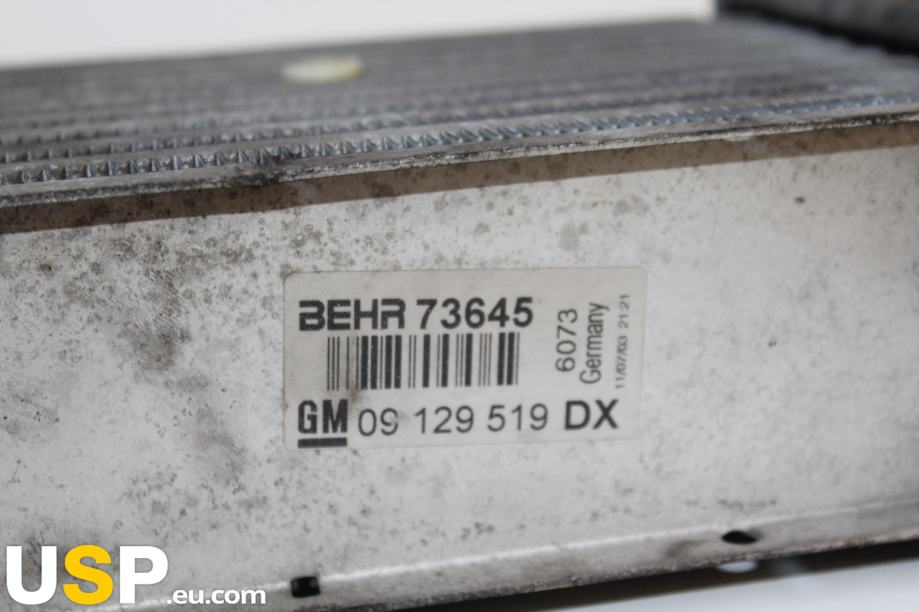 BEHR 73645
6073
Germany
11/07/03 21:21
GM 09 129 519 DX
USP.eu.com